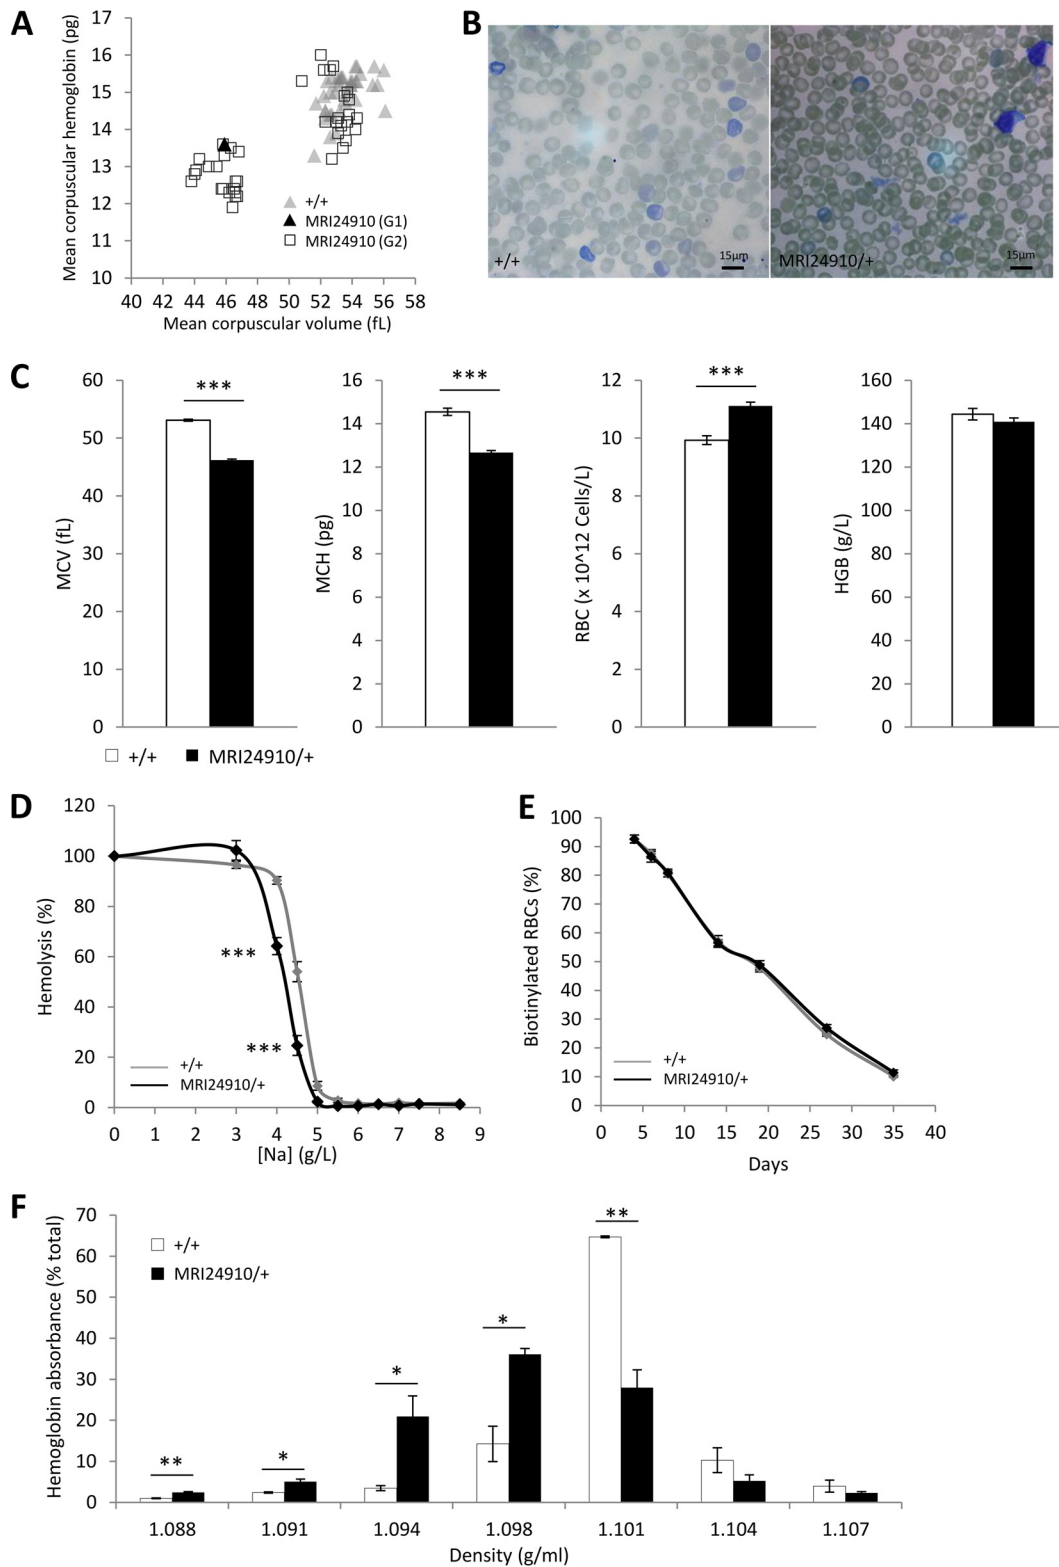 A
Mean corpuscular hemoglobin (pg)
17
16
15
14
13
12
11
10
+/+
MRI24910 (G1)
MRI24910 (G2)
40 42 44 46 48 50 52 54 56 58
Mean corpuscular volume (fL)
B
+/+
15µm
MRI24910/+
15µm
C
MCV (fL)
60
50
40
30
20
10
0
***
MCH (pg)
16
14
12
10
8
6
4
2
0
***
RBC (x 10^12 Cells/L)
12
10
8
6
4
2
0
***
HGB (g/L)
160
140
120
100
80
60
40
20
0
+/+ MRI24910/+
D
Hemolysis (%)
120
100
80
60
40
20
0
***
***
+/+
MRI24910/+
0 1 2 3 4 5 6 7 8 9
[Na] (g/L)
E
Biotinylated RBCs (%)
100
90
80
70
60
50
40
30
20
10
0
+/+
MRI24910/+
0 5 10 15 20 25 30 35 40
Days
F
Hemoglobin absorbance (% total)
70
60
50
40
30
20
10
0
+/+
MRI24910/+
**
*
*
*
**
1.088 1.091 1.094 1.098 1.101 1.104 1.107
Density (g/ml)